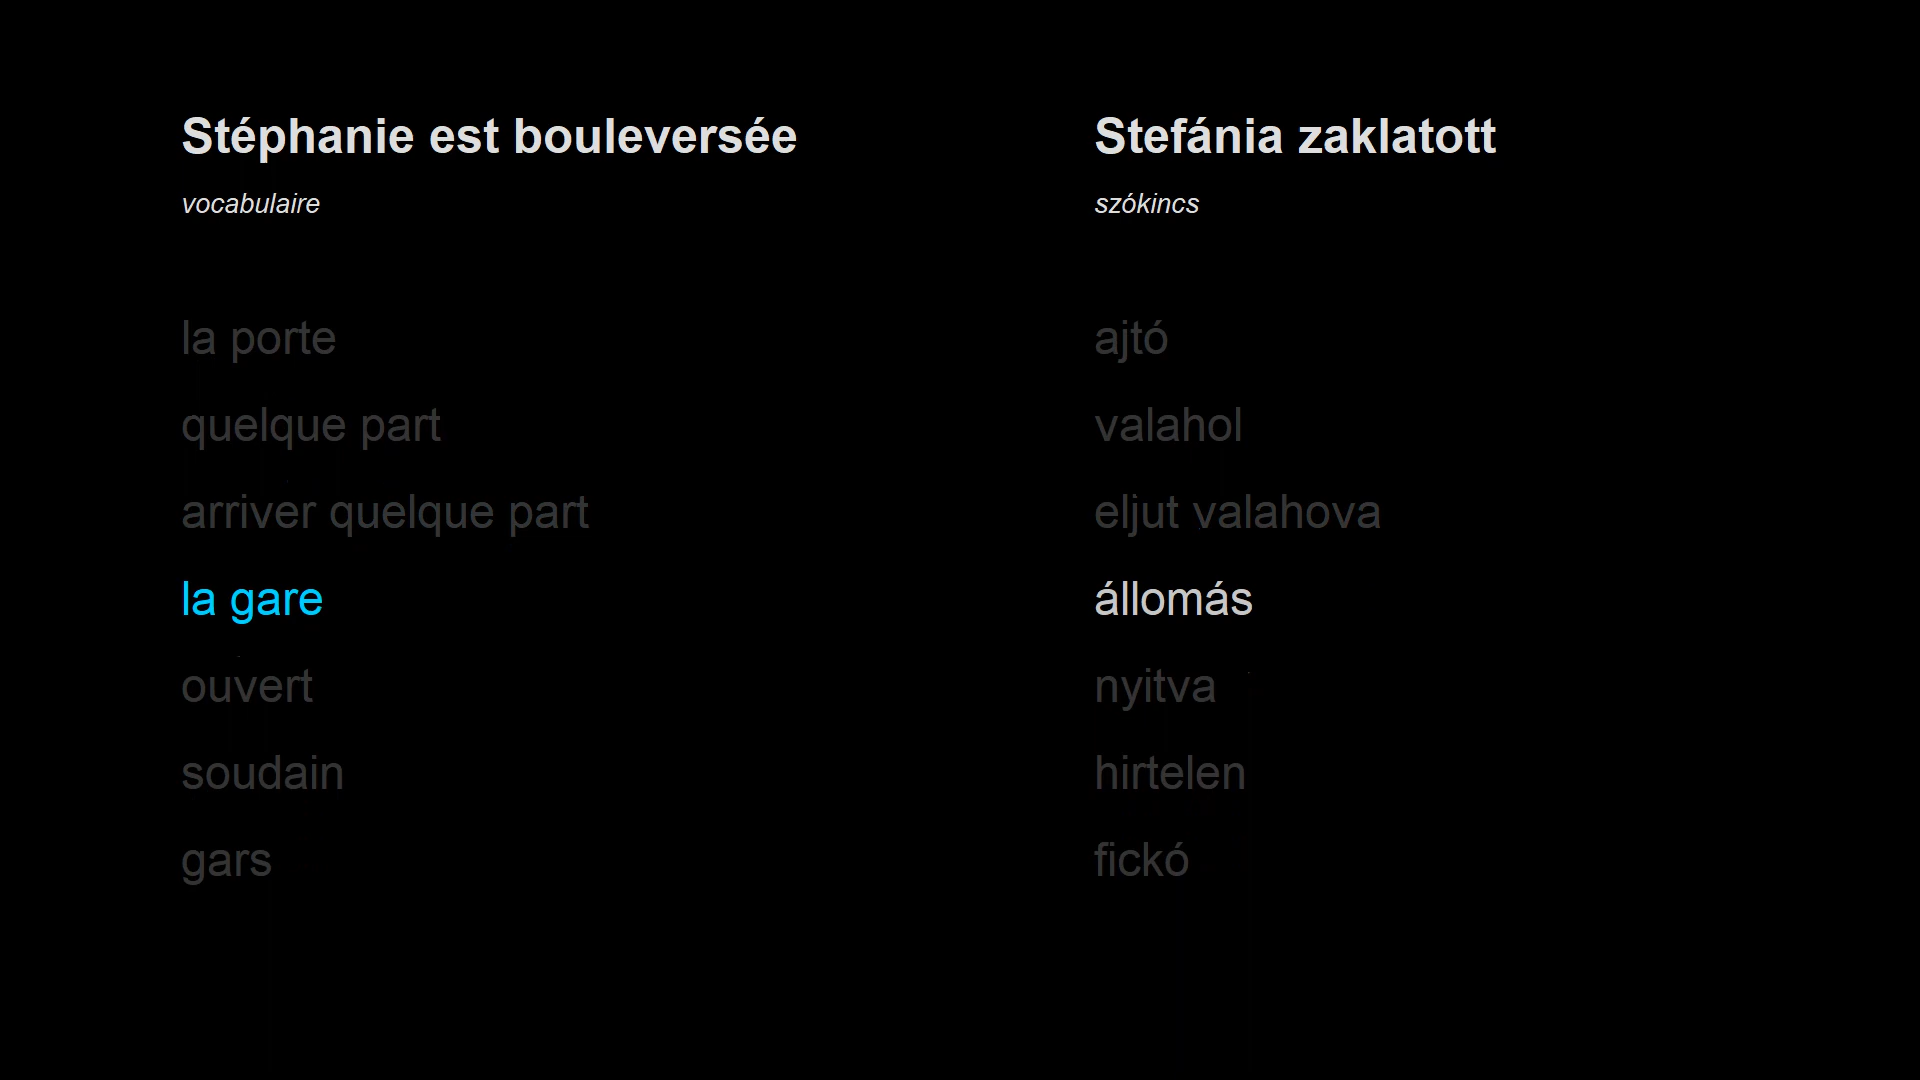 Stéphanie est bouleversée
vocabulaire
la porte
quelque part
arriver quelque part
la gare
ouvert
soudain
gars
Stefánia zaklatott
szókincs
ajtó
valahol
eljut valahova
állomás
nyitva
hirtelen
fickó